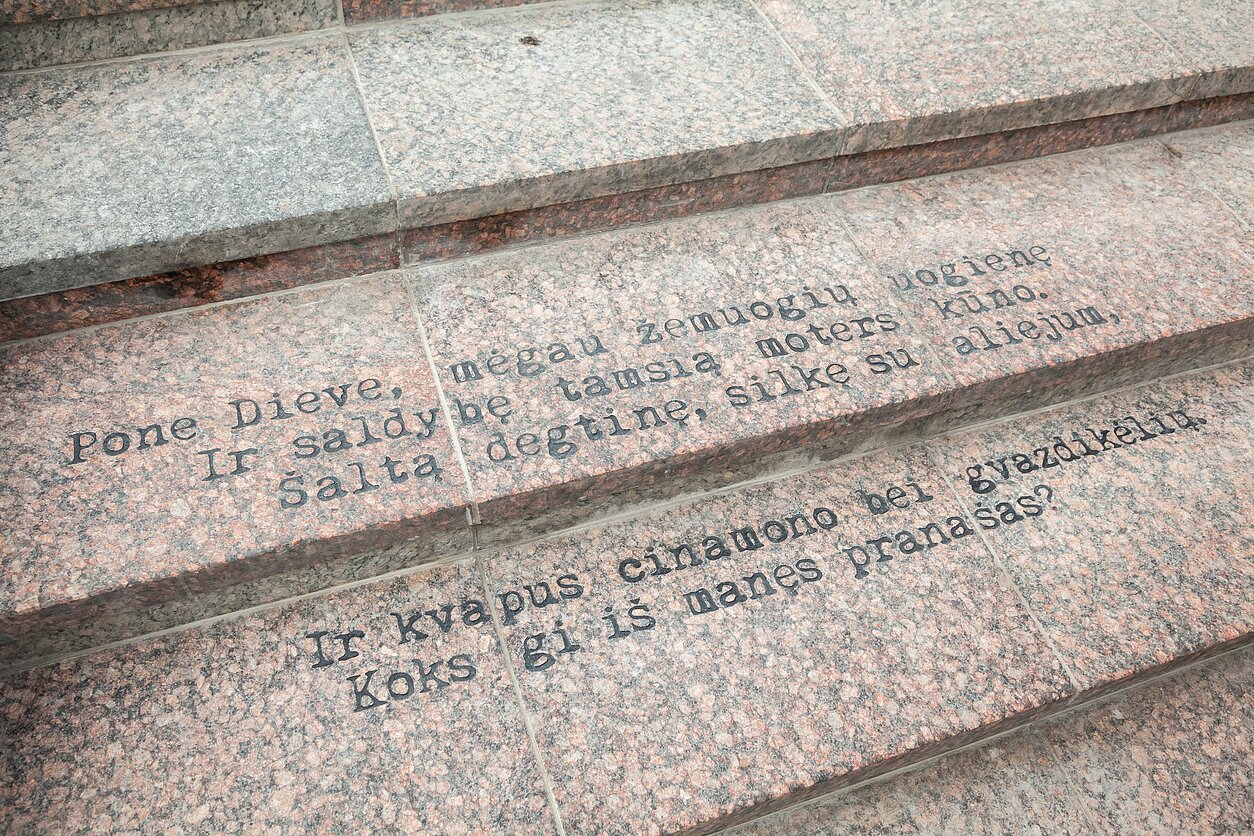 Pone Dieve, mėgau žemuogių uogienę
Ir saldybę tamsią moters kūno.
Šaltą degtinę, silkę su aliejum,
Ir kvapus cinamono bei gvazdikėlių.
Koks gi iš manęs pranašas?